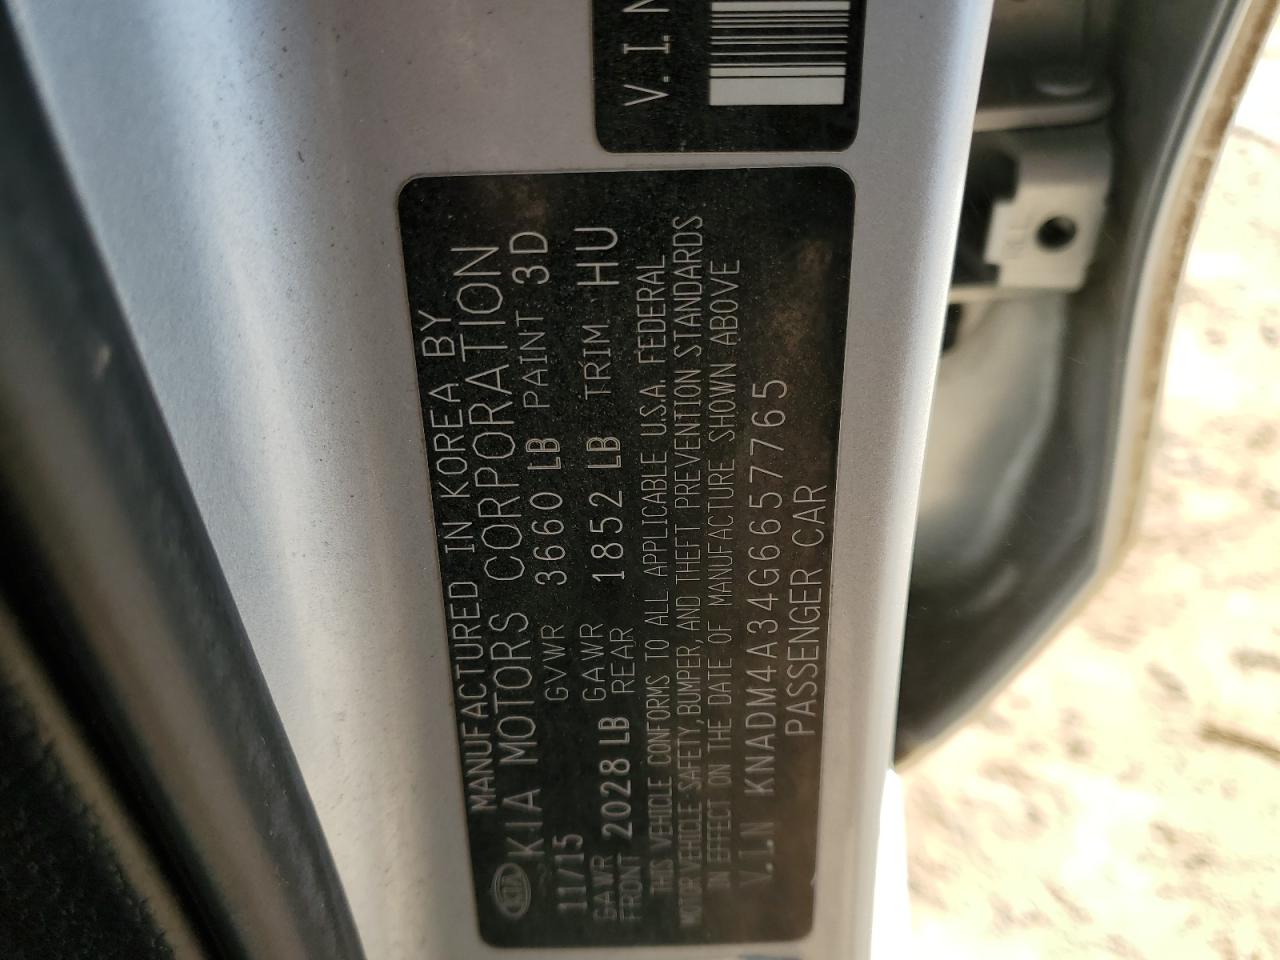 V. I. N
MANUFACTURED IN KOREA BY
KIA KIA MOTORS CORPORATION
11/15 GVWR 3660 LB PAINT 3D
GAWR FRONT 2028 LB GAWR REAR 1852 LB TRIM HU
THIS VEHICLE CONFORMS TO ALL APPLICABLE U.S.A. FEDERAL
MOTOR VEHICLE SAFETY, BUMPER, AND THEFT PREVENTION STANDARDS
IN EFFECT ON THE DATE OF MANUFACTURE SHOWN ABOVE
V.I.N KNADM4A34G6657765
PASSENGER CAR